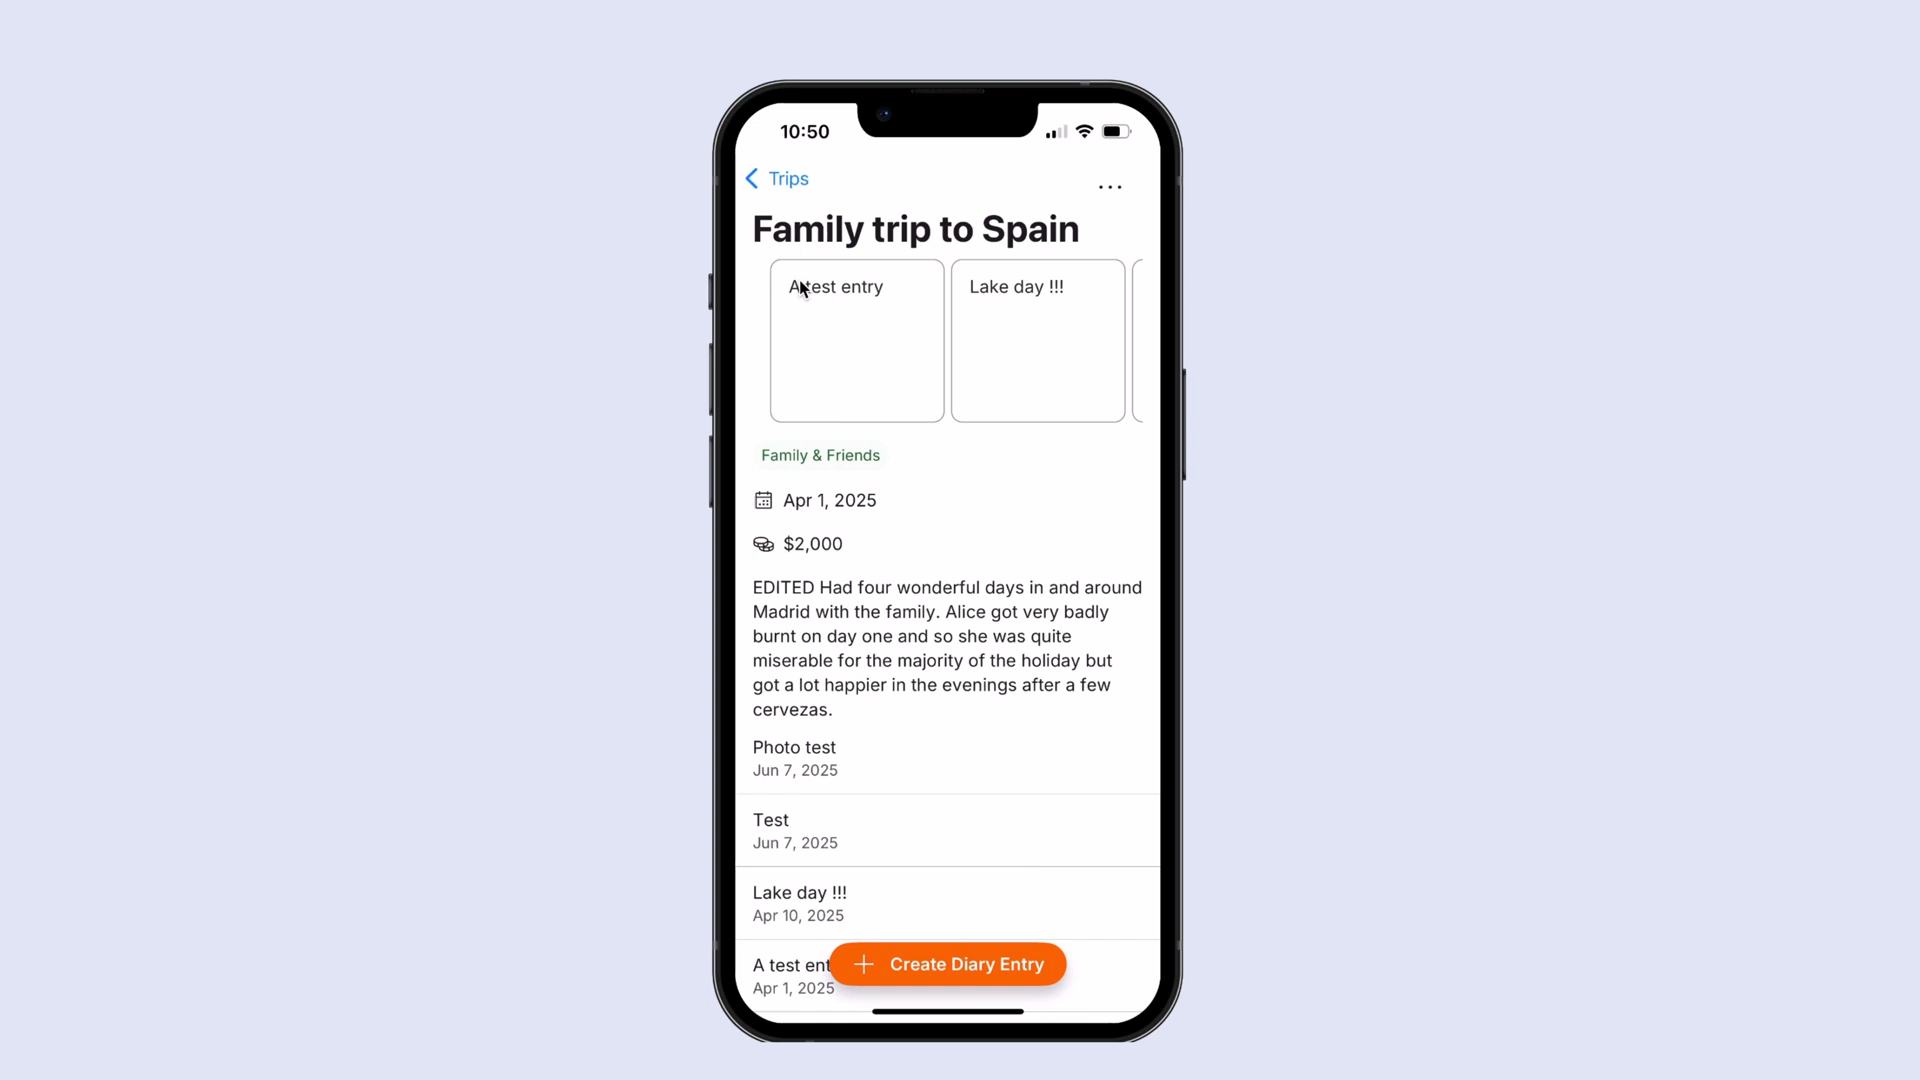 10:50
Trips
...
Family trip to Spain
A test entry
Lake day !!!
Family & Friends
Apr 1, 2025
$2,000
EDITED Had four wonderful days in and around
Madrid with the family. Alice got very badly
burnt on day one and so she was quite
miserable for the majority of the holiday but
got a lot happier in the evenings after a few
cervezas.
Photo test
Jun 7, 2025
Test
Jun 7, 2025
Lake day !!!
Apr 10, 2025
A test ent
Create Diary Entry
Apr 1, 2025